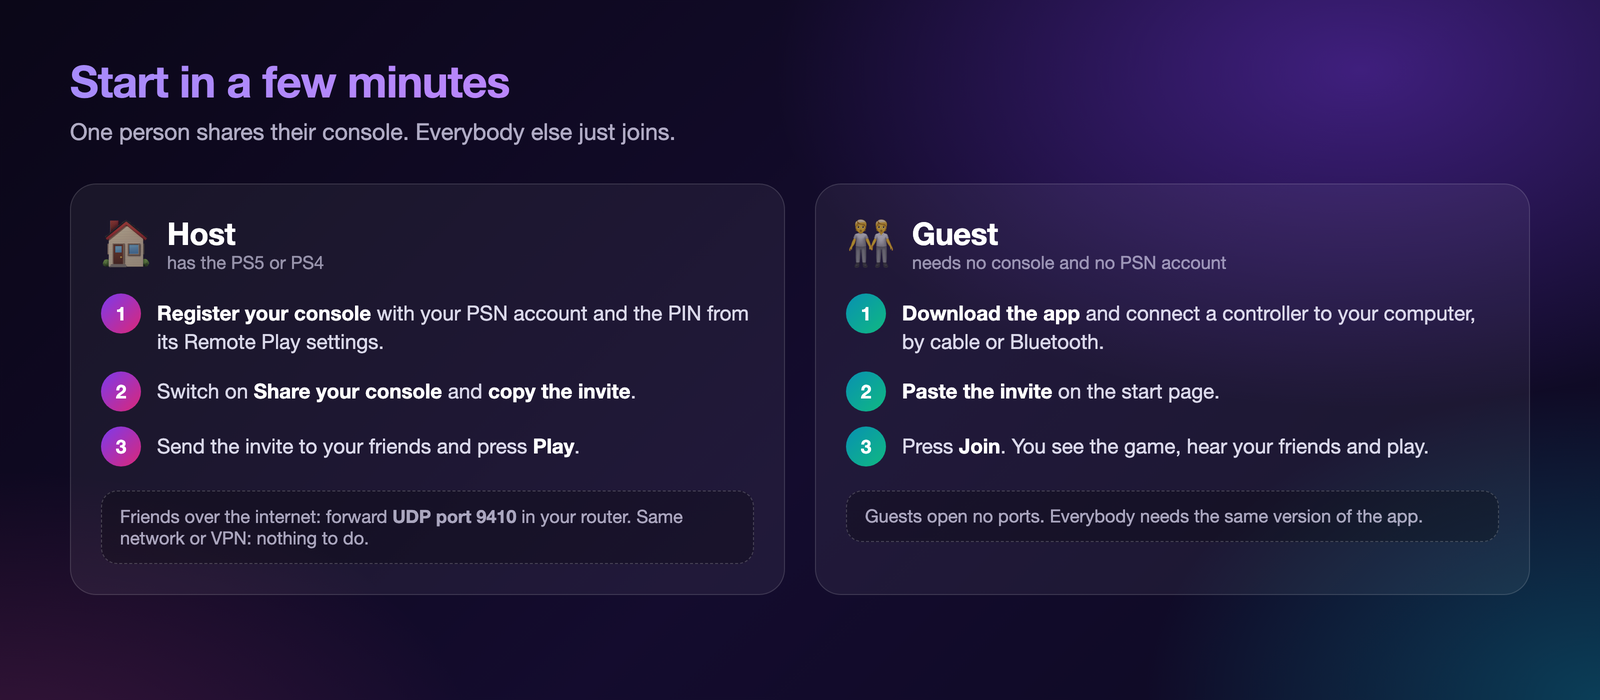 Start in a few minutes
One person shares their console. Everybody else just joins.
Host
has the PS5 or PS4
1 Register your console with your PSN account and the PIN from
its Remote Play settings.
2 Switch on Share your console and copy the invite.
3 Send the invite to your friends and press Play.
Friends over the internet: forward UDP port 9410 in your router. Same
network or VPN: nothing to do.
Guest
needs no console and no PSN account
1 Download the app and connect a controller to your computer,
by cable or Bluetooth.
2 Paste the invite on the start page.
3 Press Join. You see the game, hear your friends and play.
Guests open no ports. Everybody needs the same version of the app.